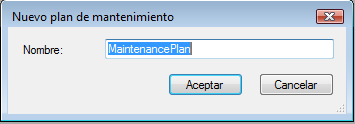 Nuevo plan de mantenimiento
Nombre: MaintenancePlan
Aceptar Cancelar